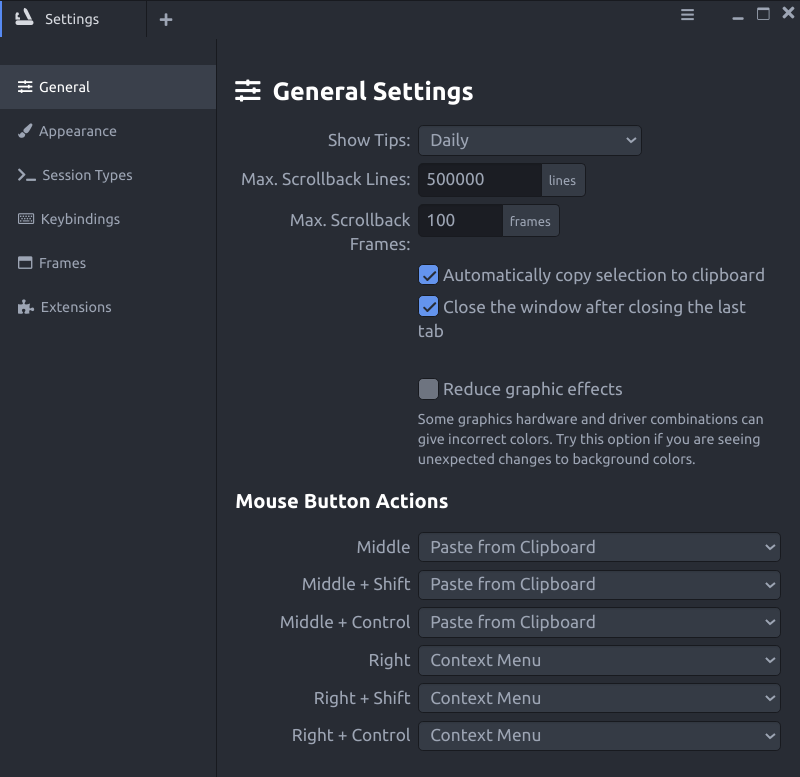 Settings
General
Appearance
Session Types
Keybindings
Frames
Extensions
General Settings
Show Tips: Daily
Max. Scrollback Lines: 500000 lines
Max. Scrollback
Frames:
100 frames
Automatically copy selection to clipboard
Close the window after closing the last
tab
Reduce graphic effects
Some graphics hardware and driver combinations can
give incorrect colors. Try this option if you are seeing
unexpected changes to background colors.
Mouse Button Actions
Middle Paste from Clipboard
Middle + Shift Paste from Clipboard
Middle + Control Paste from Clipboard
Right Context Menu
Right + Shift Context Menu
Right + Control Context Menu